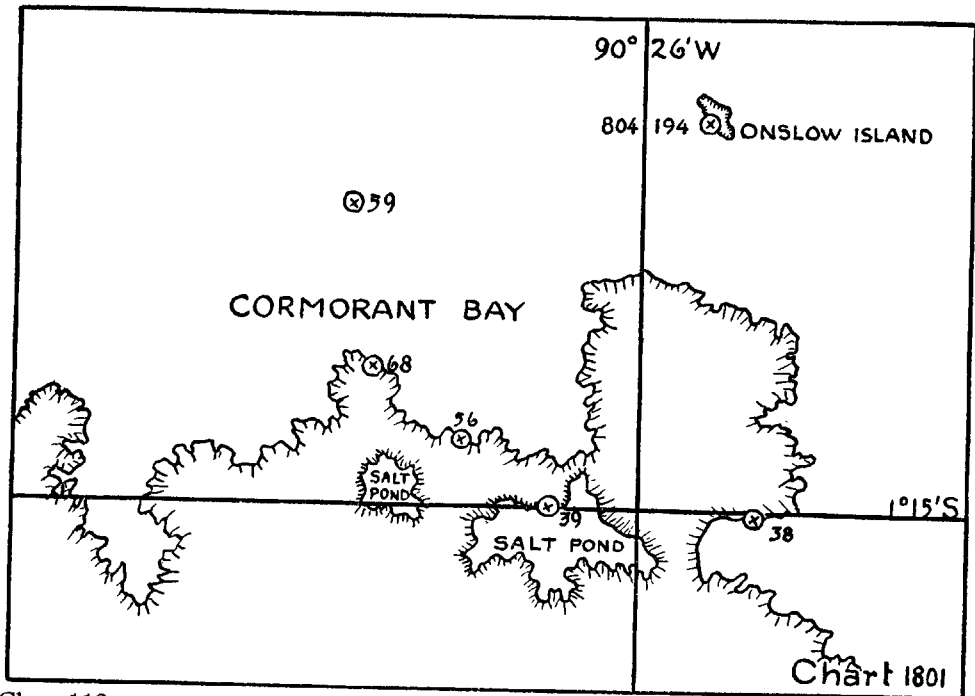 90° 26'W
804 194 ONSLOW ISLAND
59
CORMORANT BAY
68
56
SALT
POND
1°15'S
39
38
SALT POND
Chart 1801